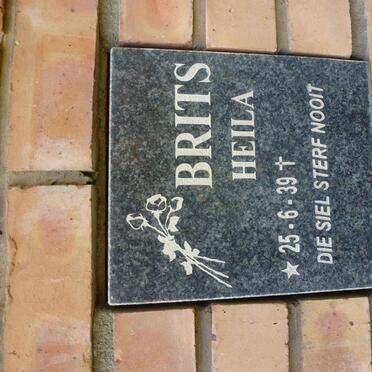 BRITS
HEILA
★ 25 - 6 - 39 †
DIE SIEL STERF NOOIT